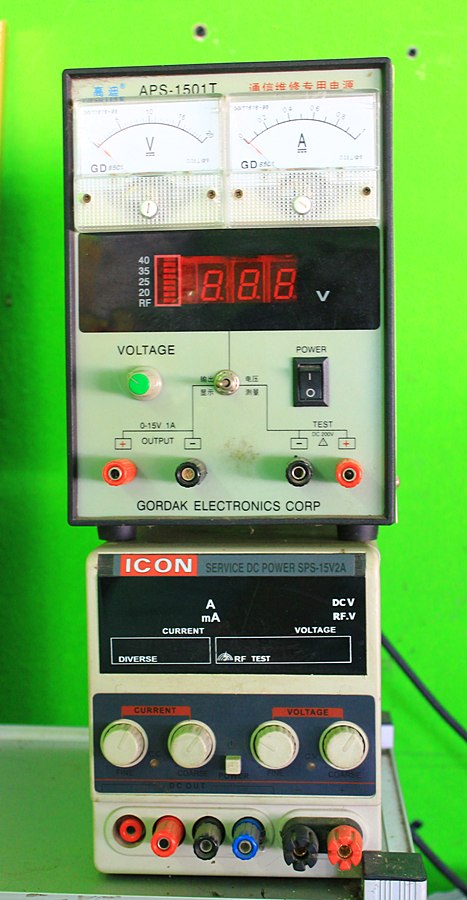 高迪® APS-1501T 通信维修专用电源
V A
GD 8501 GD 8501
40
35
25
20
RF
8.8.8 V
VOLTAGE POWER
输出 电压
显示 测量
0-15V 1A TEST
DC 200V
+ OUTPUT − − +
GORDAK ELECTRONICS CORP
ICON SERVICE DC POWER SPS-15V2A
A DCV
mA RF.V
CURRENT VOLTAGE
DIVERSE RF TEST
CURRENT VOLTAGE
FINE COARSE POWER FINE COARSE
DC OUT